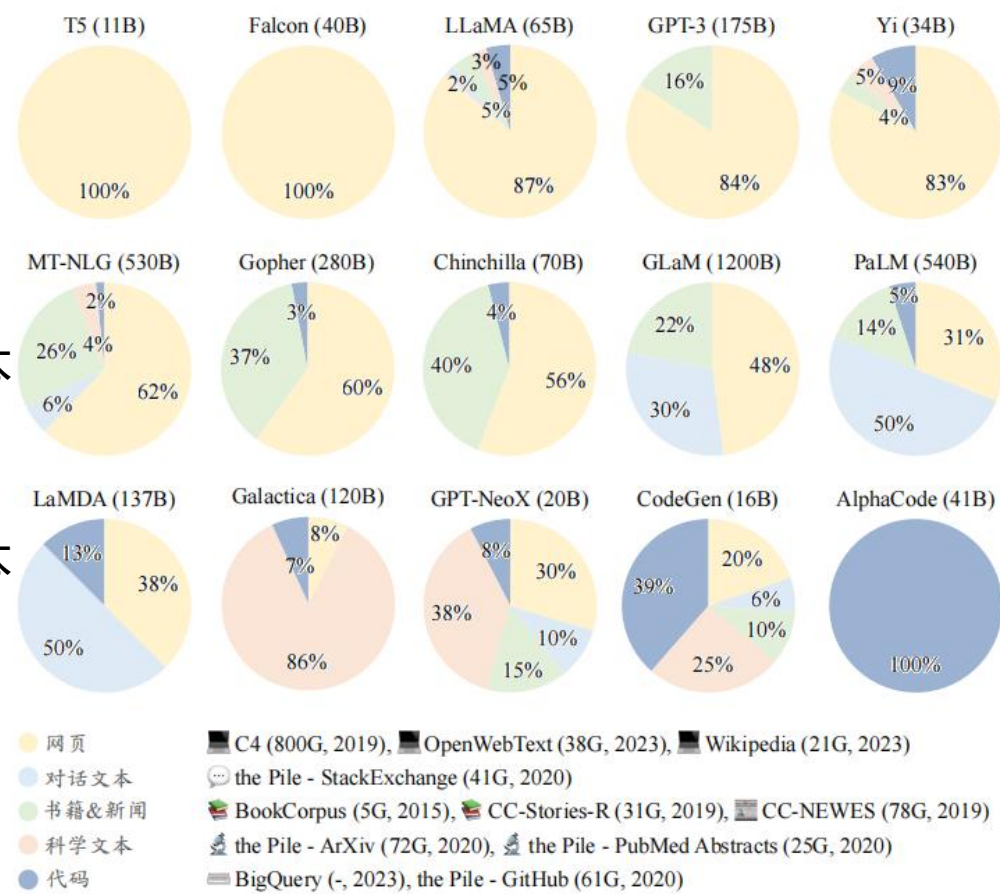 T5 (11B) Falcon (40B) LLaMA (65B) GPT-3 (175B) Yi (34B)
100%
100%
3% 5% 2% 5% 87%
16% 84%
5% 9% 4% 83%
MT-NLG (530B) Gopher (280B) Chinchilla (70B) GLaM (1200B) PaLM (540B)
2% 26% 4% 6% 62%
3% 37% 60%
4% 40% 56%
22% 48% 30%
5% 14% 31% 50%
本
LaMDA (137B) Galactica (120B) GPT-NeoX (20B) CodeGen (16B) AlphaCode (41B)
13% 38% 50%
8% 7% 86%
8% 30% 38% 10% 15%
39% 20% 6% 10% 25%
100%
本
网页 C4 (800G, 2019), OpenWebText (38G, 2023), Wikipedia (21G, 2023)
对话文本 the Pile - StackExchange (41G, 2020)
书籍&新闻 BookCorpus (5G, 2015), CC-Stories-R (31G, 2019), CC-NEWES (78G, 2019)
科学文本 the Pile - ArXiv (72G, 2020), the Pile - PubMed Abstracts (25G, 2020)
代码 BigQuery (-, 2023), the Pile - GitHub (61G, 2020)